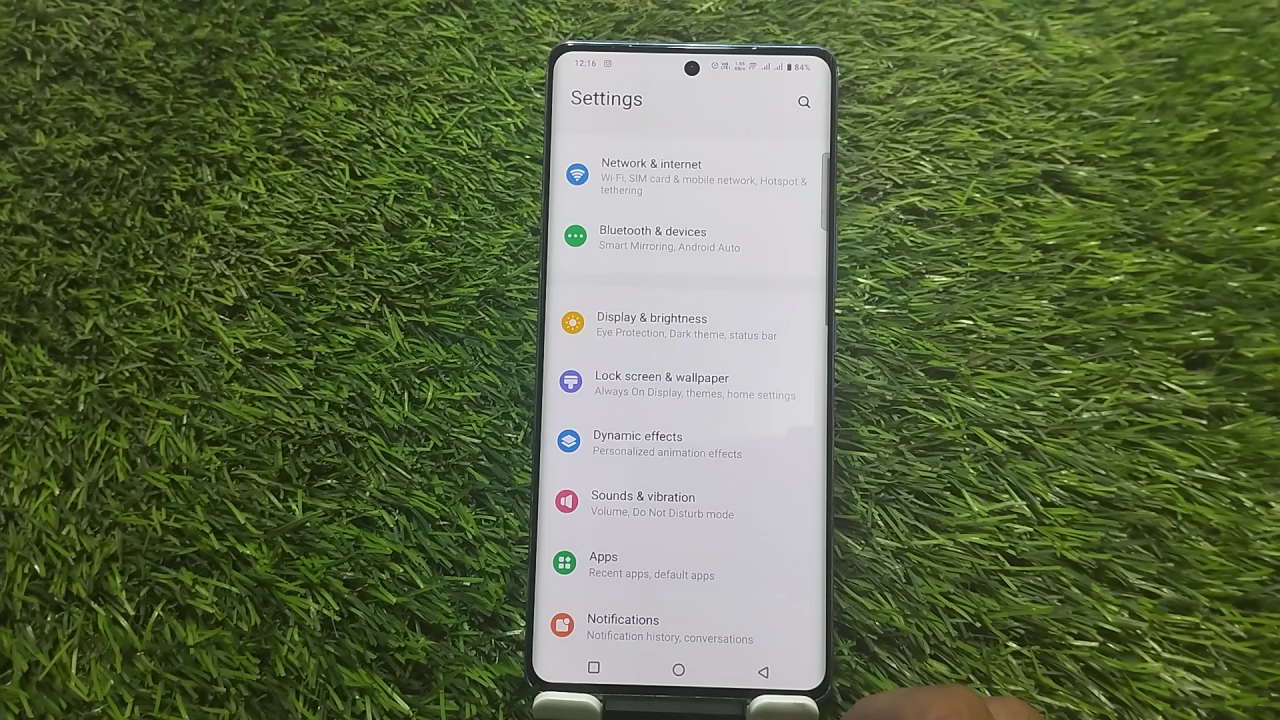 12:16
84%
Settings
Network & internet
Wi-Fi, SIM card & mobile network, Hotspot &
tethering
Bluetooth & devices
Smart Mirroring, Android Auto
Display & brightness
Eye Protection, Dark theme, status bar
Lock screen & wallpaper
Always On Display, themes, home settings
Dynamic effects
Personalized animation effects
Sounds & vibration
Volume, Do Not Disturb mode
Apps
Recent apps, default apps
Notifications
Notification history, conversations